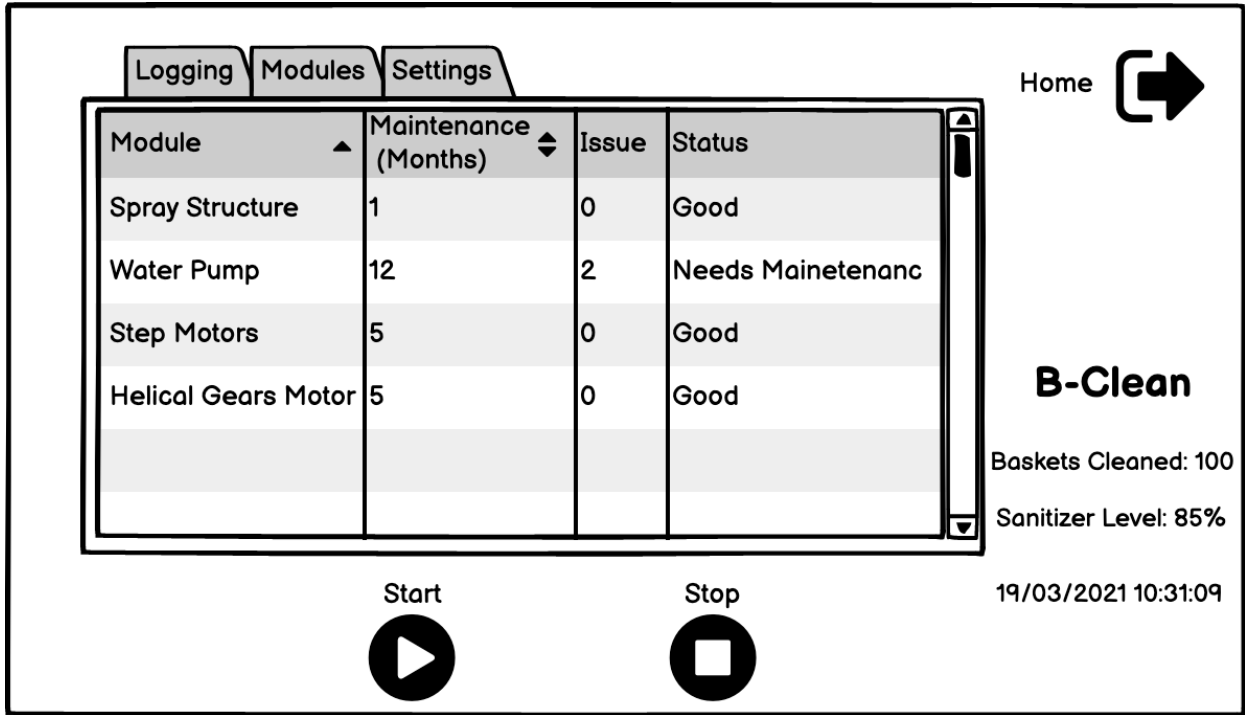 Logging Modules Settings
Home
Module Maintenance (Months) Issue Status
Spray Structure 1 0 Good
Water Pump 12 2 Needs Mainetenanc
Step Motors 5 0 Good
Helical Gears Motor 5 0 Good
B-Clean
Baskets Cleaned: 100
Sanitizer Level: 85%
Start Stop
19/03/2021 10:31:09